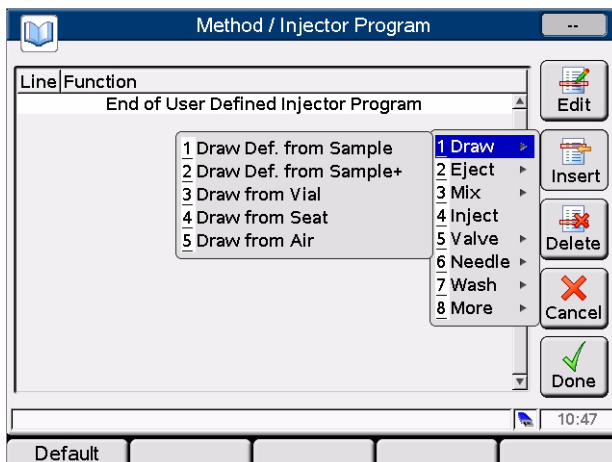 Method / Injector Program
--
Line Function
End of User Defined Injector Program
Edit
1 Draw Def. from Sample
2 Draw Def. from Sample+
3 Draw from Vial
4 Draw from Seat
5 Draw from Air
1 Draw
2 Eject
3 Mix
4 Inject
5 Valve
6 Needle
7 Wash
8 More
Insert
Delete
Cancel
Done
10:47
Default